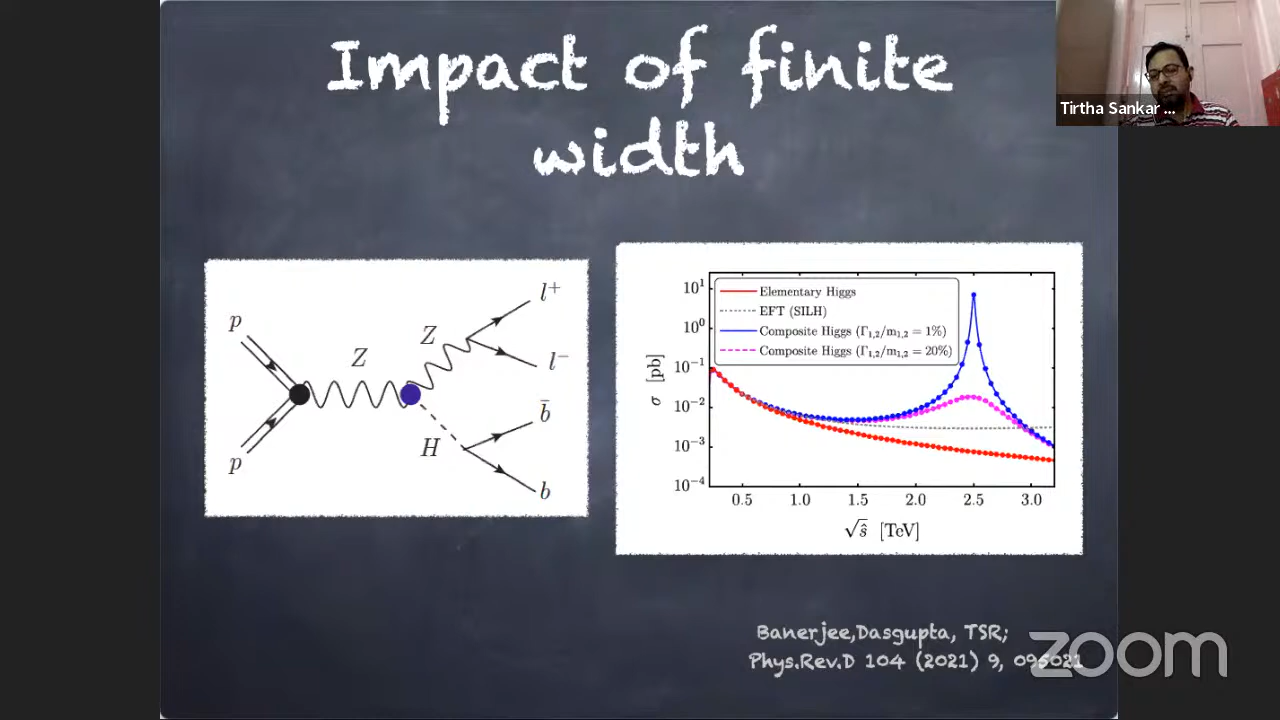 Impact of finite
width
Tirtha Sankar ...
p
p
Z
Z
H
l⁺
l⁻
b̄
b
Elementary Higgs
EFT (SILH)
Composite Higgs (Γ₁,₂/m₁,₂ = 1%)
Composite Higgs (Γ₁,₂/m₁,₂ = 20%)
σ [pb]
10¹
10⁰
10⁻¹
10⁻²
10⁻³
10⁻⁴
0.5 1.0 1.5 2.0 2.5 3.0
√ŝ [TeV]
Banerjee,Dasgupta, TSR;
Phys.Rev.D 104 (2021) 9, 095021
zoom